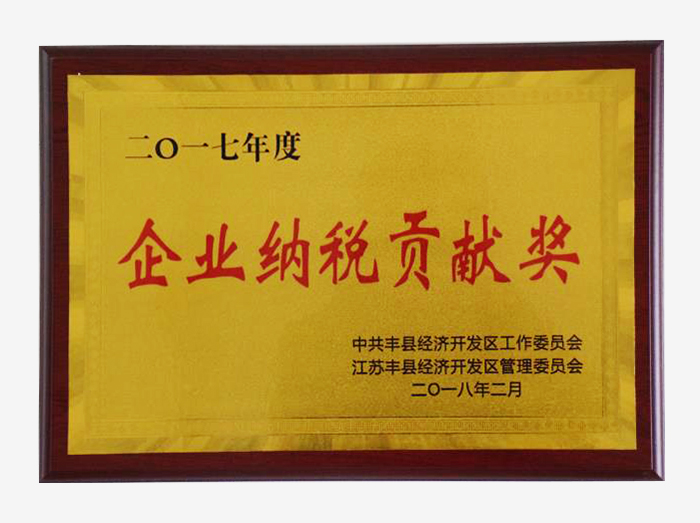 二〇一七年度
企业纳税贡献奖
中共丰县经济开发区工作委员会
江苏丰县经济开发区管理委员会
二〇一八年二月